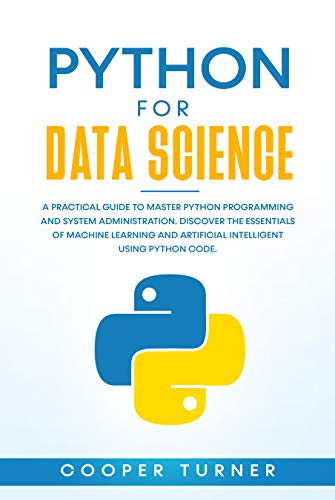 PYTHON
FOR
DATA SCIENCE
A PRACTICAL GUIDE TO MASTER PYTHON PROGRAMMING
AND SYSTEM ADMINISTRATION. DISCOVER THE ESSENTIALS
OF MACHINE LEARNING AND ARTIFICIAL INTELLIGENT
USING PYTHON CODE.
COOPER TURNER